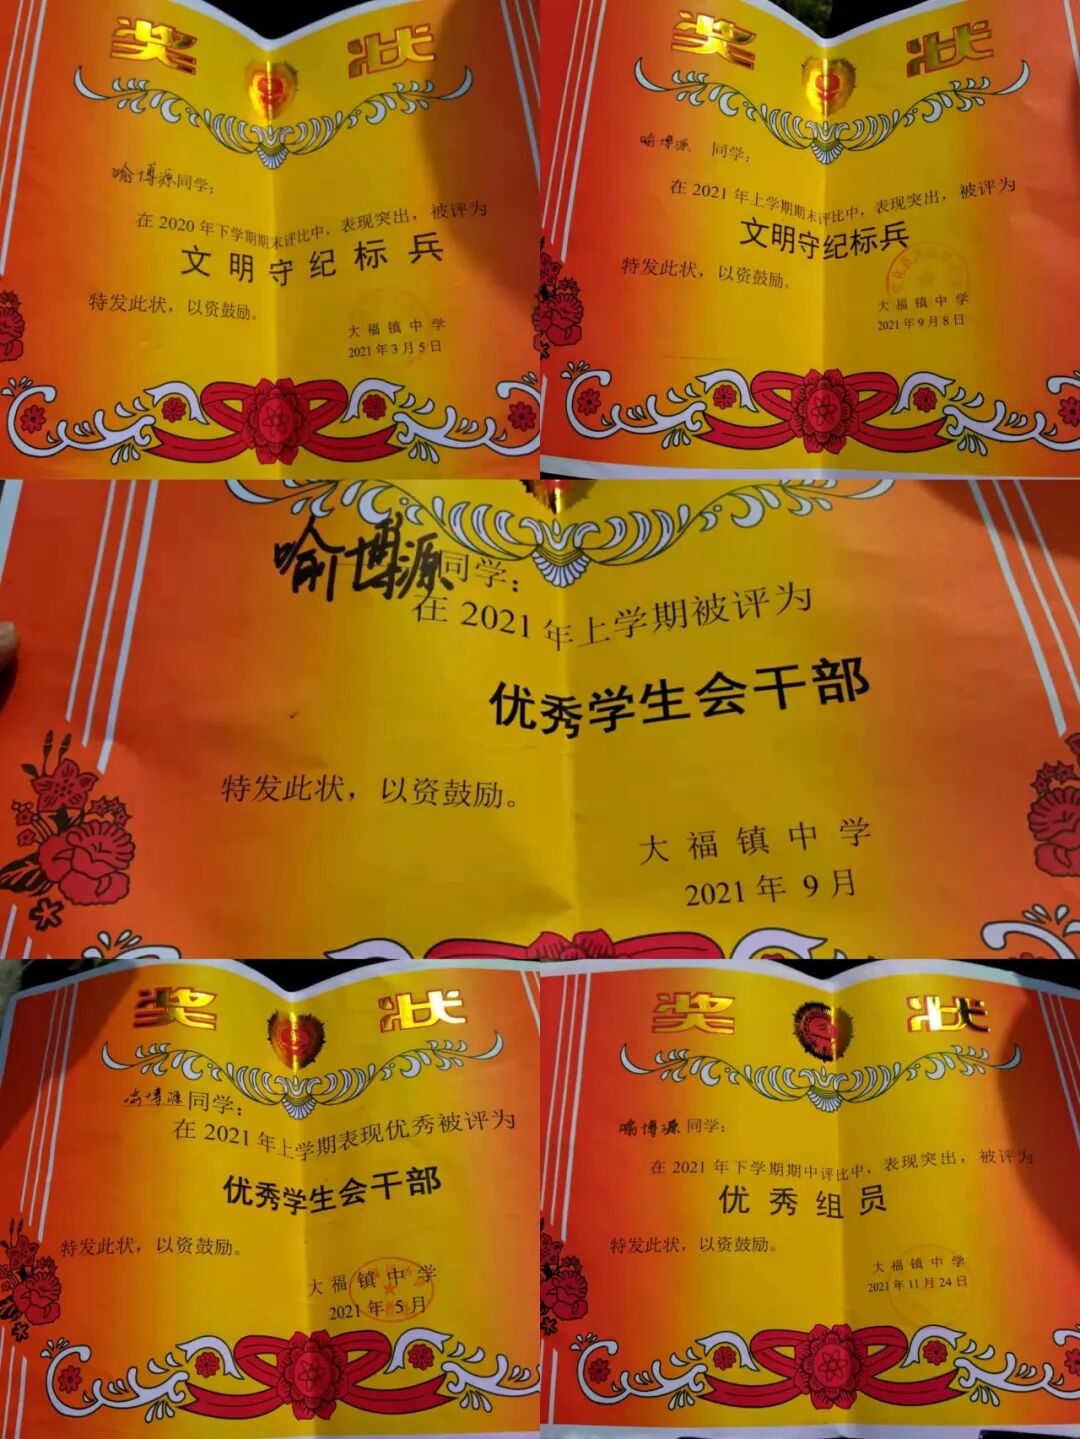 奖状
喻博源同学：
在2020年下学期期末评比中，表现突出，被评为
文明守纪标兵
特发此状，以资鼓励。
大福镇中学
2021年3月5日
奖状
喻博源 同学：
在2021年上学期期末评比中，表现突出，被评为
文明守纪标兵
特发此状，以资鼓励。
大福镇中学
2021年9月8日
喻博源同学：
在2021年上学期被评为
优秀学生会干部
特发此状，以资鼓励。
大福镇中学
2021年9月
奖状
喻博源同学：
在2021年上学期表现优秀被评为
优秀学生会干部
特发此状，以资鼓励。
大福镇中学
2021年5月
奖状
喻博源同学：
在2021年下学期期中评比中，表现突出，被评为
优秀组员
特发此状，以资鼓励。
大福镇中学
2021年11月24日